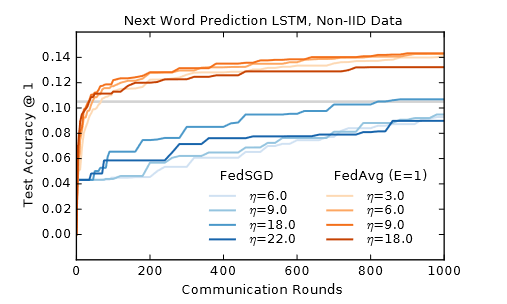 Next Word Prediction LSTM, Non-IID Data
Test Accuracy @ 1
0.14
0.12
0.10
0.08
0.06
0.04
0.02
0.00
FedSGD
η=6.0
η=9.0
η=18.0
η=22.0
FedAvg (E=1)
η=3.0
η=6.0
η=9.0
η=18.0
0 200 400 600 800 1000
Communication Rounds